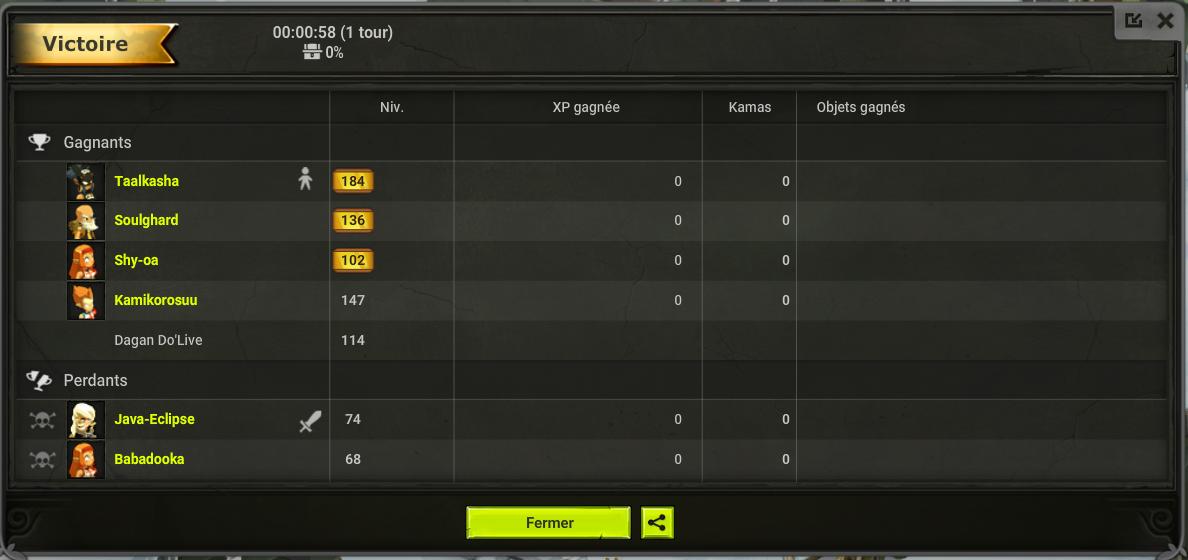 Victoire
00:00:58 (1 tour)
0%
Niv. XP gagnée Kamas Objets gagnés
Gagnants
Taalkasha 184 0 0
Soulghard 136 0 0
Shy-oa 102 0 0
Kamikorosuu 147 0 0
Dagan Do'Live 114
Perdants
Java-Eclipse 74 0 0
Babadooka 68 0 0
Fermer